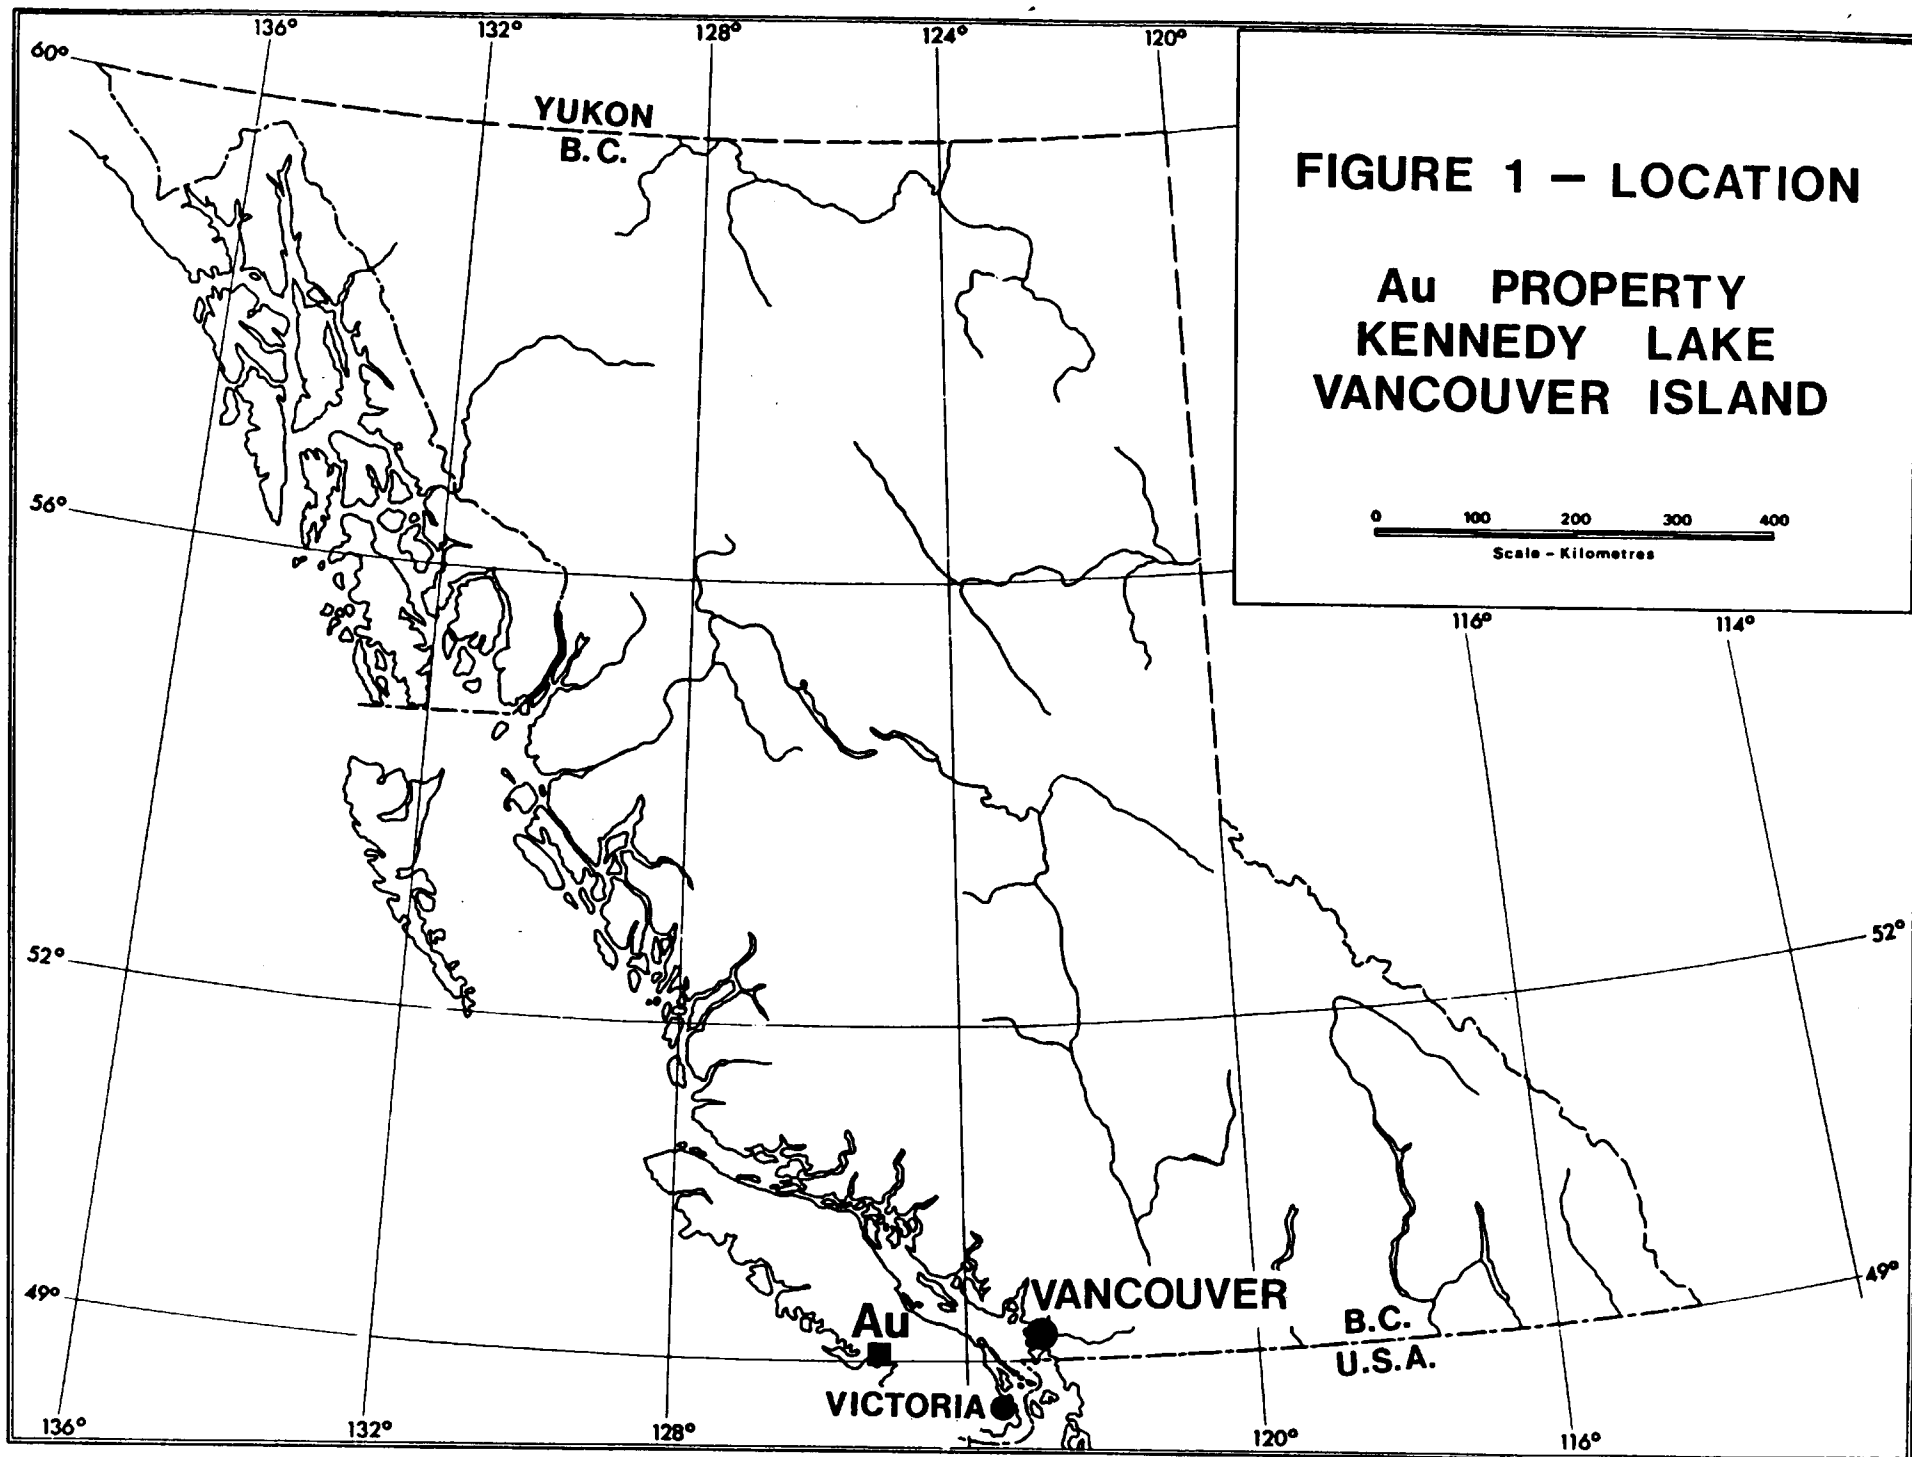 136° 132° 128° 124° 120°
60°
YUKON
B.C.
FIGURE 1 — LOCATION
Au PROPERTY
KENNEDY LAKE
VANCOUVER ISLAND
0 100 200 300 400
Scale - Kilometres
56°
116° 114°
52° 52°
49° 49°
VANCOUVER
Au
B.C.
U.S.A.
VICTORIA
136° 132° 128° 120° 116°